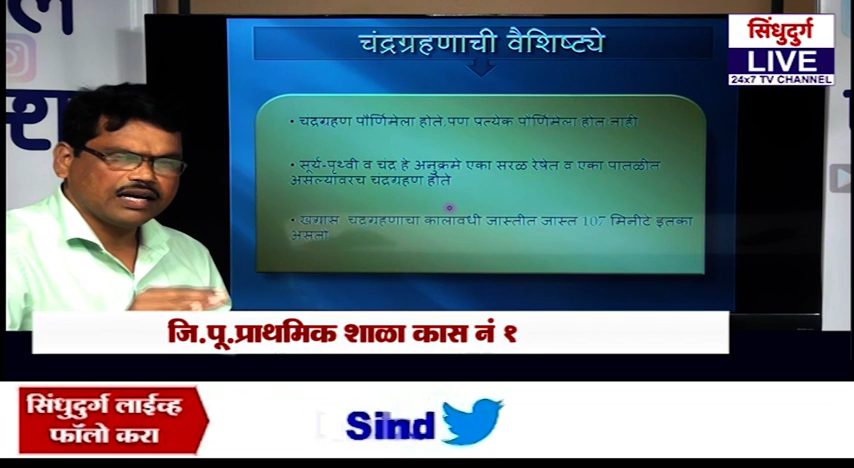 चंद्रग्रहणाची वैशिष्ट्ये
सिंधुदुर्ग
LIVE
24x7 TV CHANNEL
• चंद्रग्रहण पौर्णिमेला होते,पण प्रत्येक पौर्णिमेला होत नाही
• सूर्य-पृथ्वी व चंद्र हे अनुक्रमे एका सरळ रेषेत व एका पातळीत
असल्यावरच चंद्रग्रहण होते
• खग्रास चंद्रग्रहणाचा कालावधी जास्तीत जास्त 107 मिनीटे इतका
असतो
जि.पू.प्राथमिक शाळा कास नं १
सिंधुदुर्ग लाईव्ह
फॉलो करा
Sind